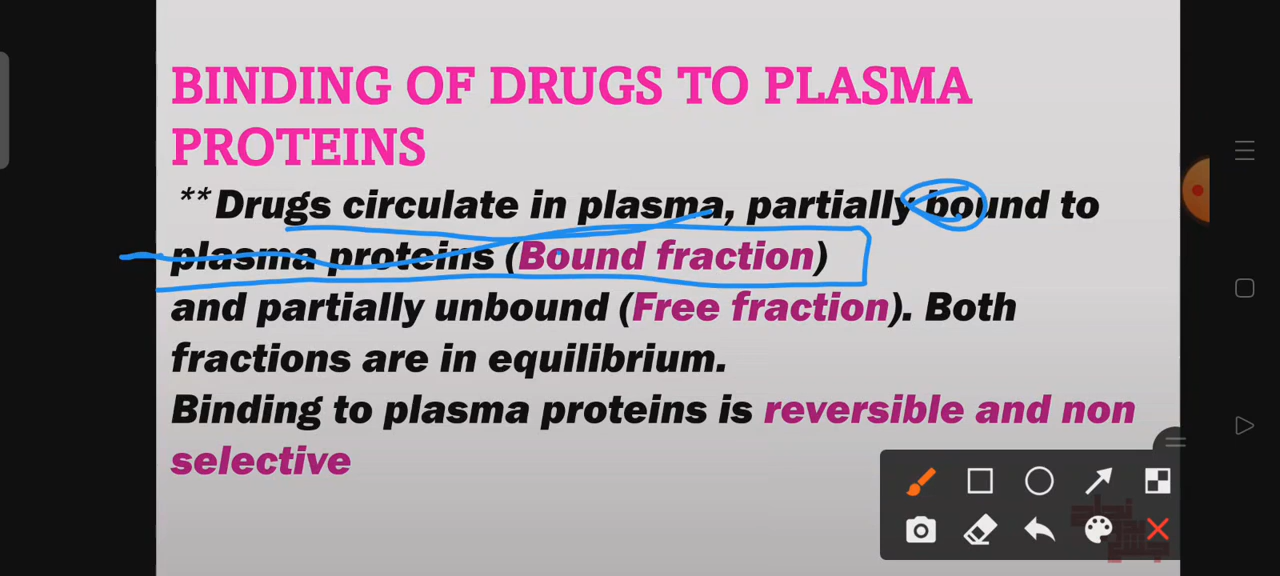 BINDING OF DRUGS TO PLASMA
PROTEINS
**Drugs circulate in plasma, partially bound to
plasma proteins (Bound fraction)
and partially unbound (Free fraction). Both
fractions are in equilibrium.
Binding to plasma proteins is reversible and non
selective